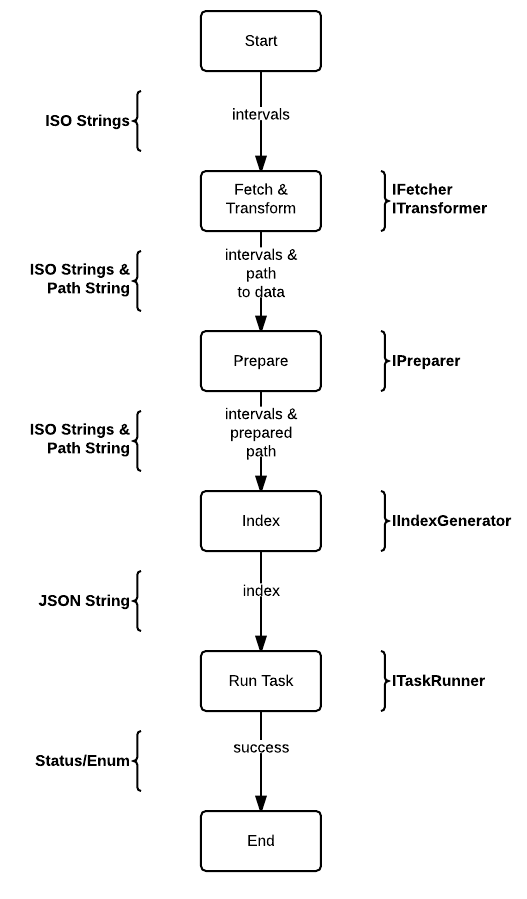 Start
ISO Strings
intervals
Fetch &
Transform
IFetcher
ITransformer
ISO Strings &
Path String
intervals &
path
to data
Prepare
IPreparer
ISO Strings &
Path String
intervals &
prepared
path
Index
IIndexGenerator
JSON String
index
Run Task
ITaskRunner
Status/Enum
success
End